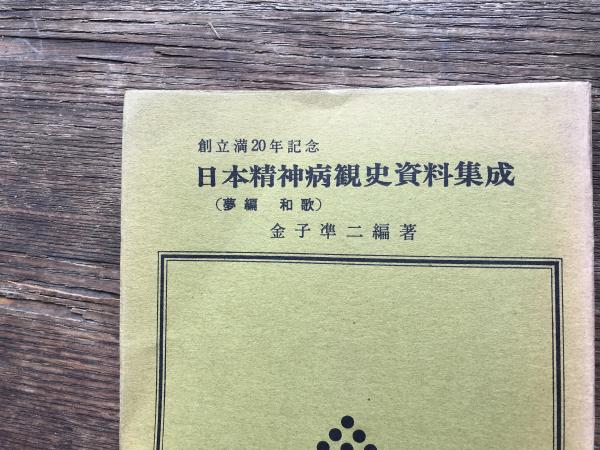 創立満20年記念
日本精神病観史資料集成
（夢編　和歌）
金子準二編著